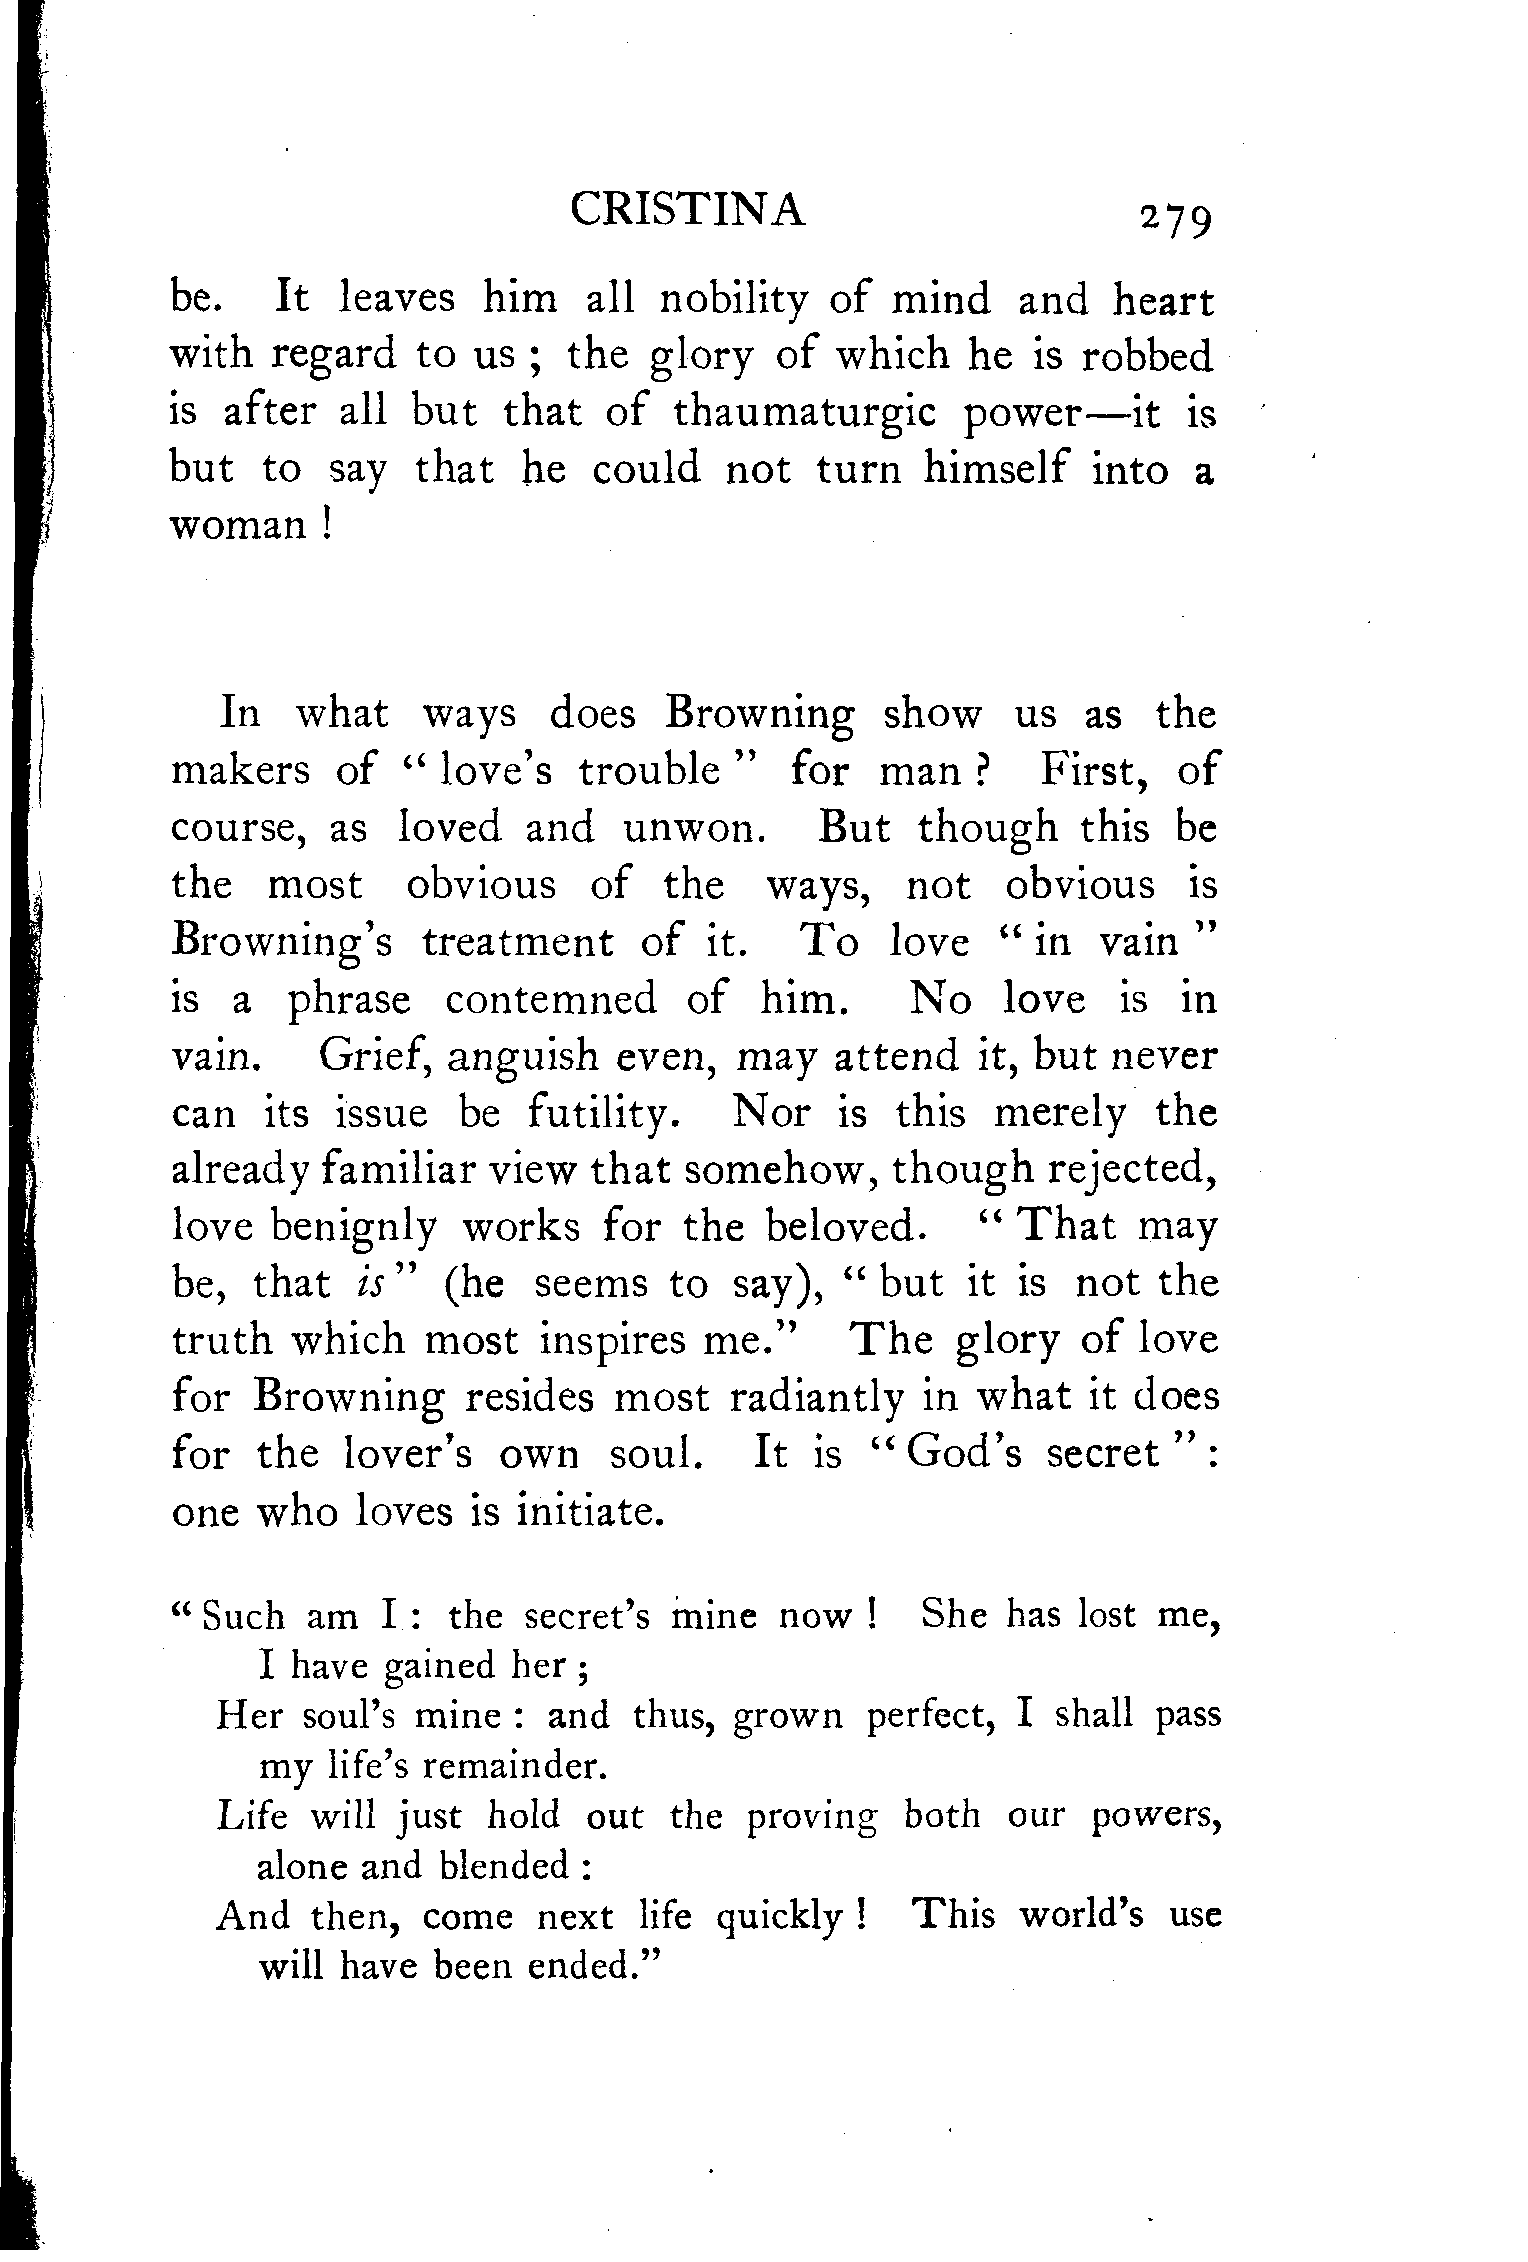 CRISTINA 279
be. It leaves him all nobility of mind and heart
with regard to us ; the glory of which he is robbed
is after all but that of thaumaturgic power—it is
but to say that he could not turn himself into a
woman !
In what ways does Browning show us as the
makers of “ love’s trouble ” for man ? First, of
course, as loved and unwon. But though this be
the most obvious of the ways, not obvious is
Browning’s treatment of it. To love “ in vain ”
is a phrase contemned of him. No love is in
vain. Grief, anguish even, may attend it, but never
can its issue be futility. Nor is this merely the
already familiar view that somehow, though rejected,
love benignly works for the beloved. “ That may
be, that is ” (he seems to say), “ but it is not the
truth which most inspires me.” The glory of love
for Browning resides most radiantly in what it does
for the lover’s own soul. It is “ God’s secret ” :
one who loves is initiate.
“ Such am I : the secret’s mine now ! She has lost me,
I have gained her ;
Her soul’s mine : and thus, grown perfect, I shall pass
my life’s remainder.
Life will just hold out the proving both our powers,
alone and blended :
And then, come next life quickly ! This world’s use
will have been ended.”